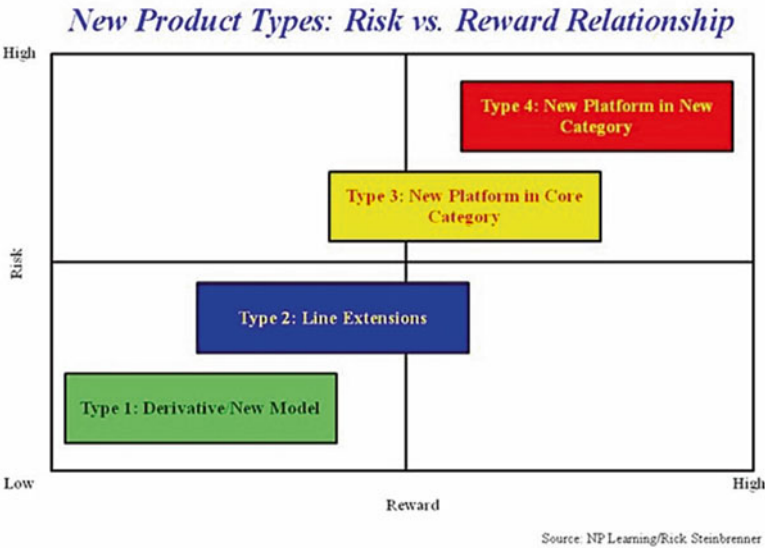 New Product Types: Risk vs. Reward Relationship
High
Type 4: New Platform in New
Category
Type 3: New Platform in Core
Category
Risk
Type 2: Line Extensions
Type 1: Derivative/New Model
Low
High
Reward
Source: NP Learning/Rick Steinbrenner